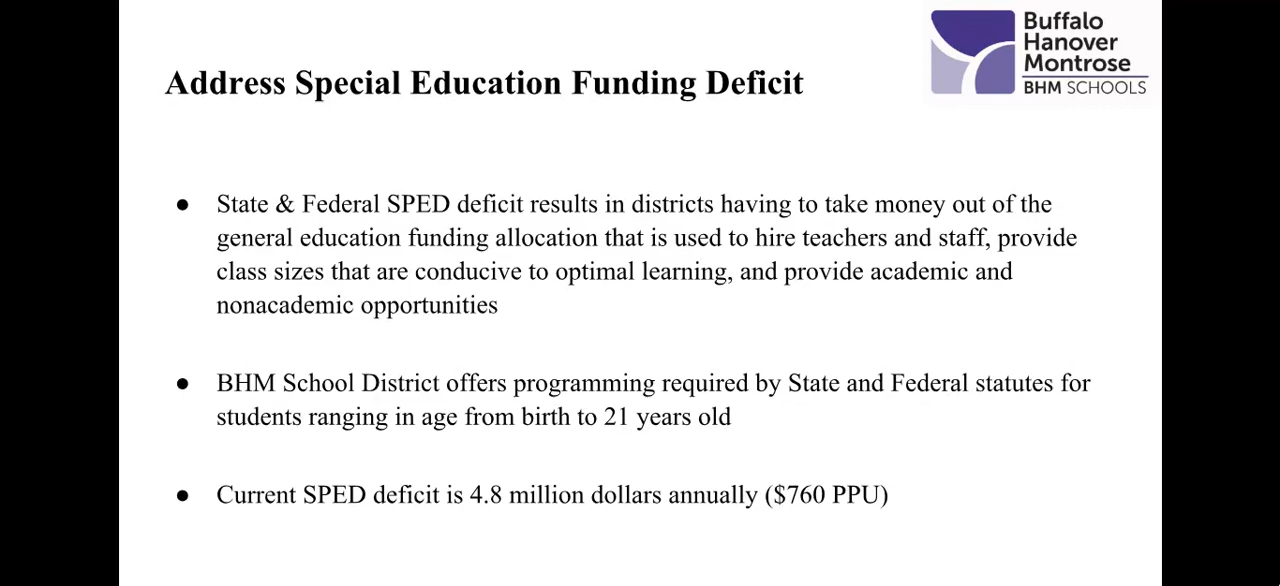 Buffalo
Hanover
Montrose
BHM SCHOOLS
Address Special Education Funding Deficit
● State & Federal SPED deficit results in districts having to take money out of the
general education funding allocation that is used to hire teachers and staff, provide
class sizes that are conducive to optimal learning, and provide academic and
nonacademic opportunities
● BHM School District offers programming required by State and Federal statutes for
students ranging in age from birth to 21 years old
● Current SPED deficit is 4.8 million dollars annually ($760 PPU)